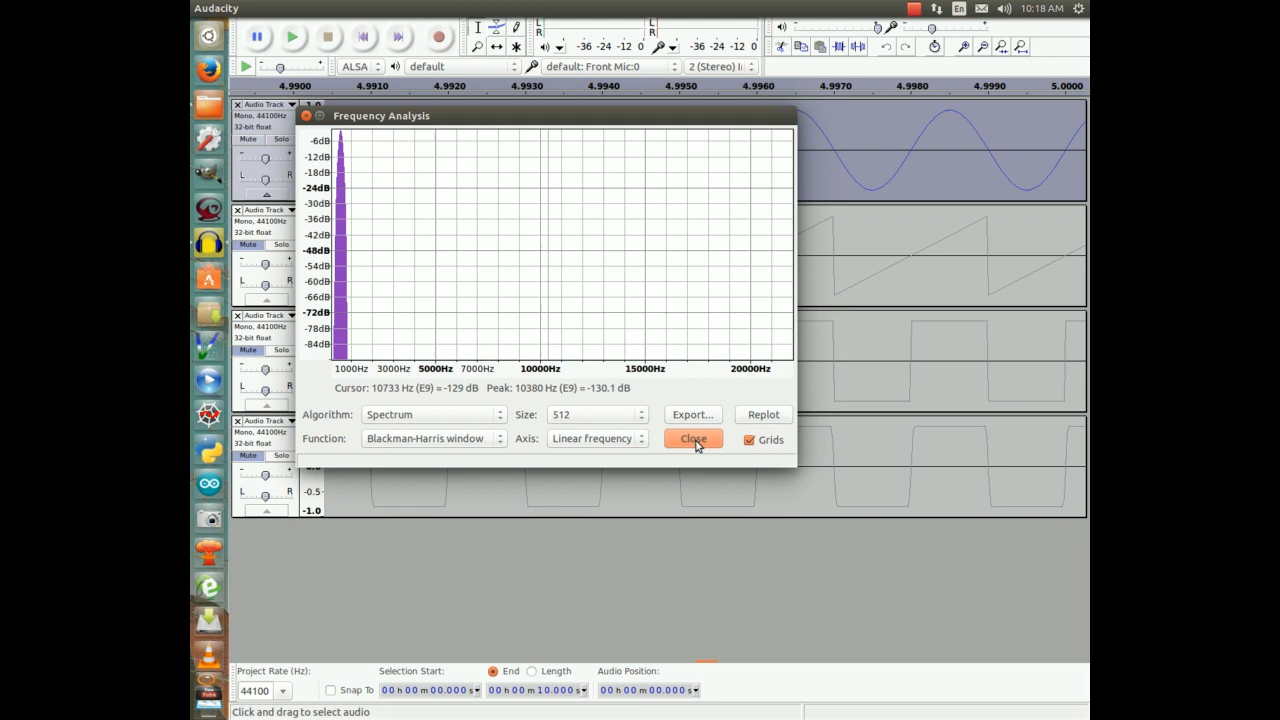 Audacity
En
10:18 AM
L
R
-36 -24 -12 0
L
R
-36 -24 -12 0
ALSA
default
default: Front Mic:0
2 (Stereo) I
4.9900 4.9910 4.9920 4.9930 4.9940 4.9950 4.9960 4.9970 4.9980 4.9990 5.0000
Audio Track
1.0
Mono, 44100Hz
32-bit float
Mute Solo
- +
L R
Audio Track
Mono, 44100Hz
32-bit float
Mute Solo
- +
L R
Audio Track
Mono, 44100Hz
32-bit float
Mute Solo
- +
L R
Audio Track
Mono, 44100Hz
32-bit float
Mute Solo
- +
L R
-0.5
-1.0
Frequency Analysis
-6dB
-12dB
-18dB
-24dB
-30dB
-36dB
-42dB
-48dB
-54dB
-60dB
-66dB
-72dB
-78dB
-84dB
1000Hz 3000Hz 5000Hz 7000Hz 10000Hz 15000Hz 20000Hz
Cursor: 10733 Hz (E9) = -129 dB Peak: 10380 Hz (E9) = -130.1 dB
Algorithm: Spectrum Size: 512 Export... Replot
Function: Blackman-Harris window Axis: Linear frequency Close Grids
Project Rate (Hz): Selection Start: End Length Audio Position:
44100 Snap To 00 h 00 m 00.000 s 00 h 00 m 10.000 s 00 h 00 m 00.000 s
Click and drag to select audio